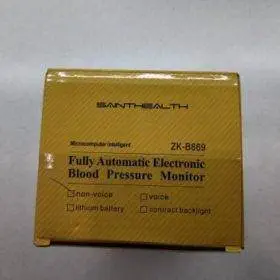 SAINTHEALTH
Microcomputer intelligent ZK-B869
Fully Automatic Electronic
Blood Pressure Monitor
non-voice voice
lithium battery contract backlight